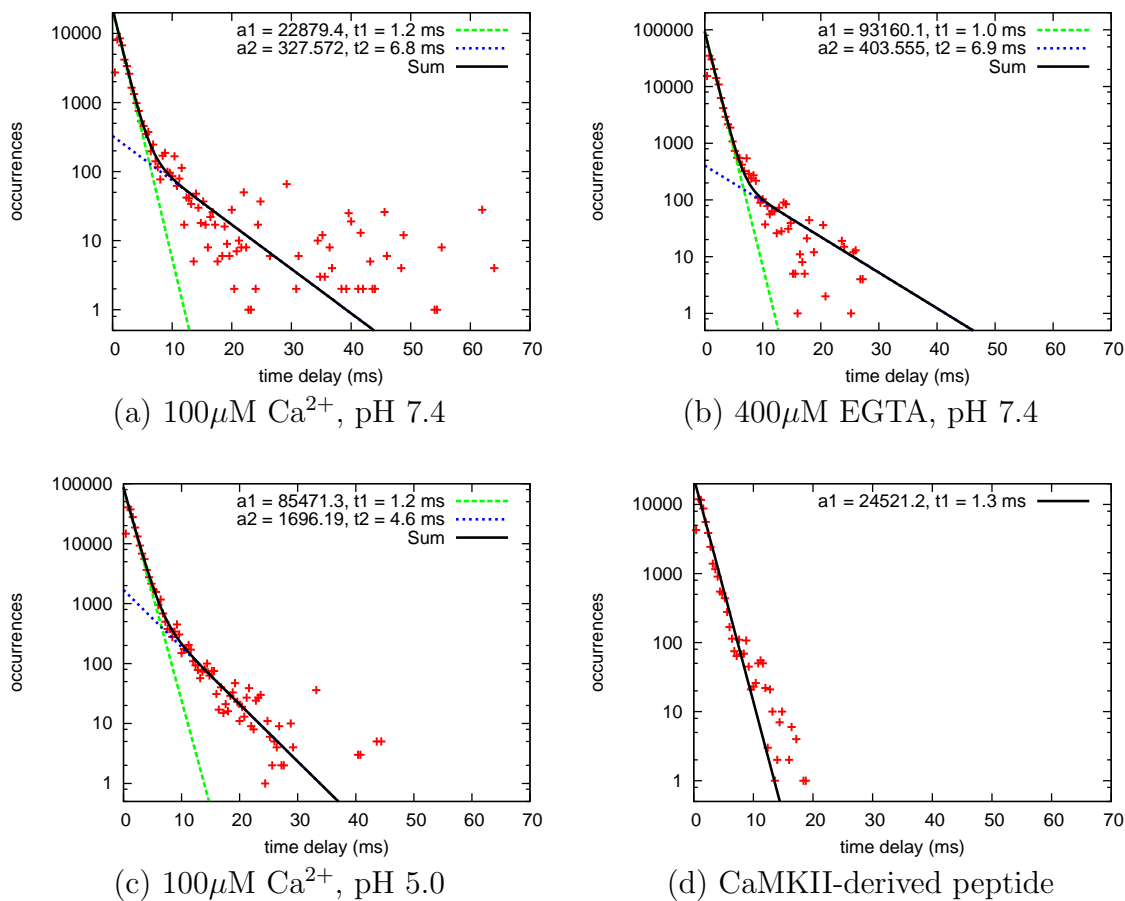 a1 = 22879.4, t1 = 1.2 ms
a2 = 327.572, t2 = 6.8 ms
Sum
10000
1000
100
10
1
occurrences
0 10 20 30 40 50 60 70
time delay (ms)
(a) 100μM Ca²⁺, pH 7.4
a1 = 93160.1, t1 = 1.0 ms
a2 = 403.555, t2 = 6.9 ms
Sum
100000
10000
1000
100
10
1
occurrences
0 10 20 30 40 50 60 70
time delay (ms)
(b) 400μM EGTA, pH 7.4
a1 = 85471.3, t1 = 1.2 ms
a2 = 1696.19, t2 = 4.6 ms
Sum
100000
10000
1000
100
10
1
occurrences
0 10 20 30 40 50 60 70
time delay (ms)
(c) 100μM Ca²⁺, pH 5.0
a1 = 24521.2, t1 = 1.3 ms
10000
1000
100
10
1
occurrences
0 10 20 30 40 50 60 70
time delay (ms)
(d) CaMKII-derived peptide